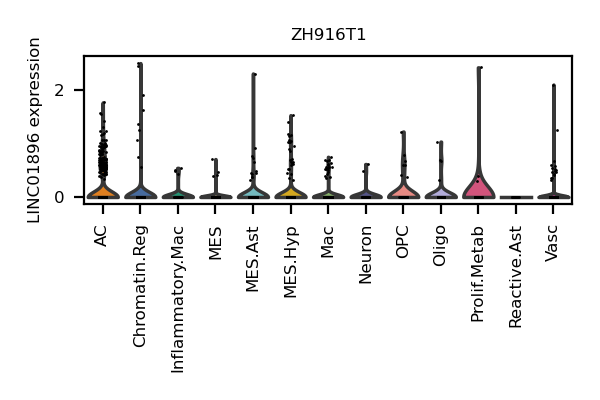 ZH916T1
LINC01896 expression
2
0
AC
Chromatin.Reg
Inflammatory.Mac
MES
MES.Ast
MES.Hyp
Mac
Neuron
OPC
Oligo
Prolif.Metab
Reactive.Ast
Vasc